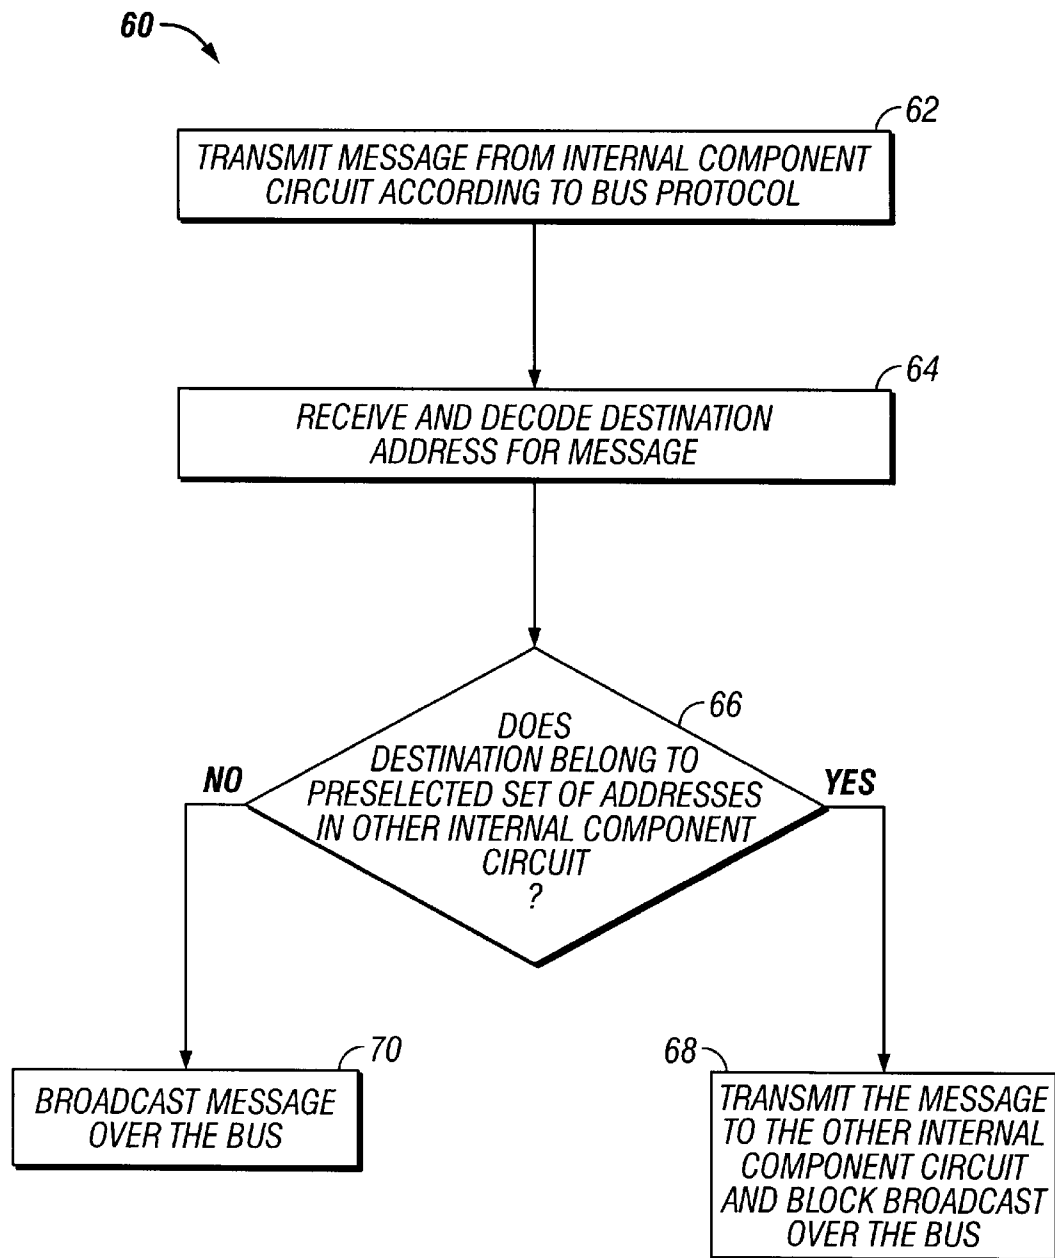 60
62
TRANSMIT MESSAGE FROM INTERNAL COMPONENT
CIRCUIT ACCORDING TO BUS PROTOCOL
64
RECEIVE AND DECODE DESTINATION
ADDRESS FOR MESSAGE
66
DOES
DESTINATION BELONG TO
PRESELECTED SET OF ADDRESSES
IN OTHER INTERNAL COMPONENT
CIRCUIT
?
NO
YES
70
BROADCAST MESSAGE
OVER THE BUS
68
TRANSMIT THE MESSAGE
TO THE OTHER INTERNAL
COMPONENT CIRCUIT
AND BLOCK BROADCAST
OVER THE BUS